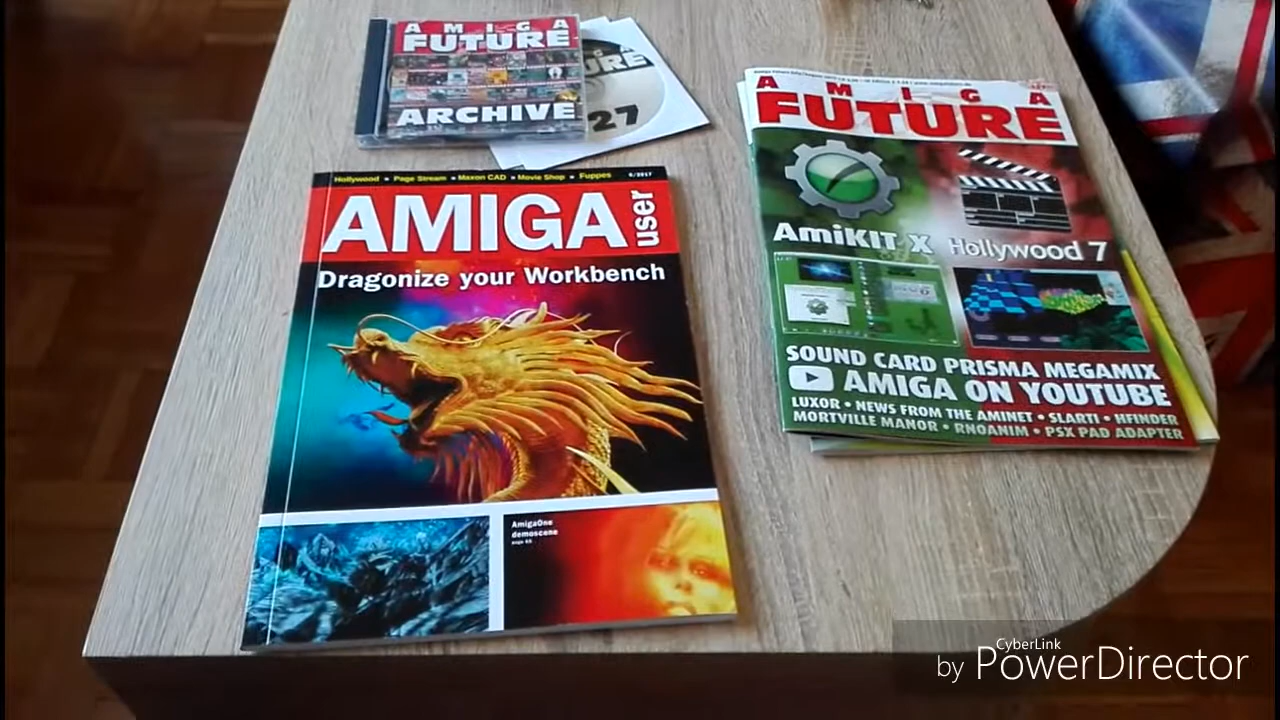 AMIGA
FUTURE
ARCHIVE
URE
27
Hollywood » Page Stream » Maxon CAD » Movie Shop » Fuppes
AMIGA user
Dragonize your Workbench
AmigaOne
demoscene
AMIGA
FUTURE
AmiKIT X
Hollywood 7
SOUND CARD PRISMA MEGAMIX
AMIGA ON YOUTUBE
LUXOR • NEWS FROM THE AMINET • SLARTI • HFINDER
MORTVILLE MANOR • RNOANIM • PSX PAD ADAPTER
CyberLink
by PowerDirector